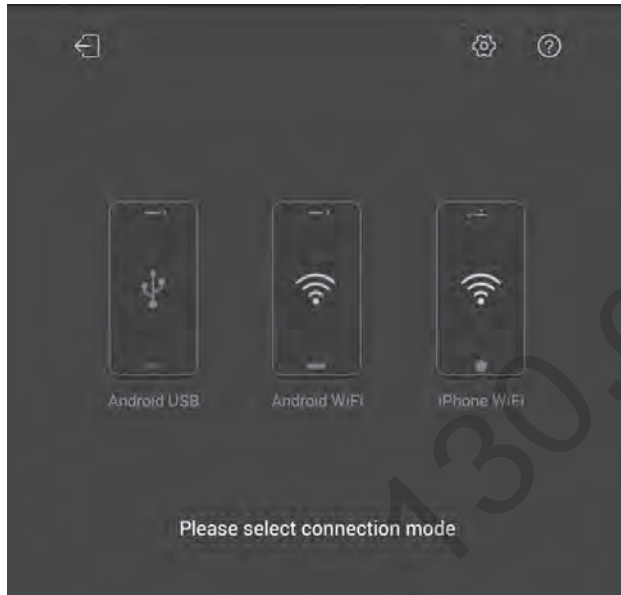 Android USB
Android WiFi
iPhone WiFi
Please select connection mode